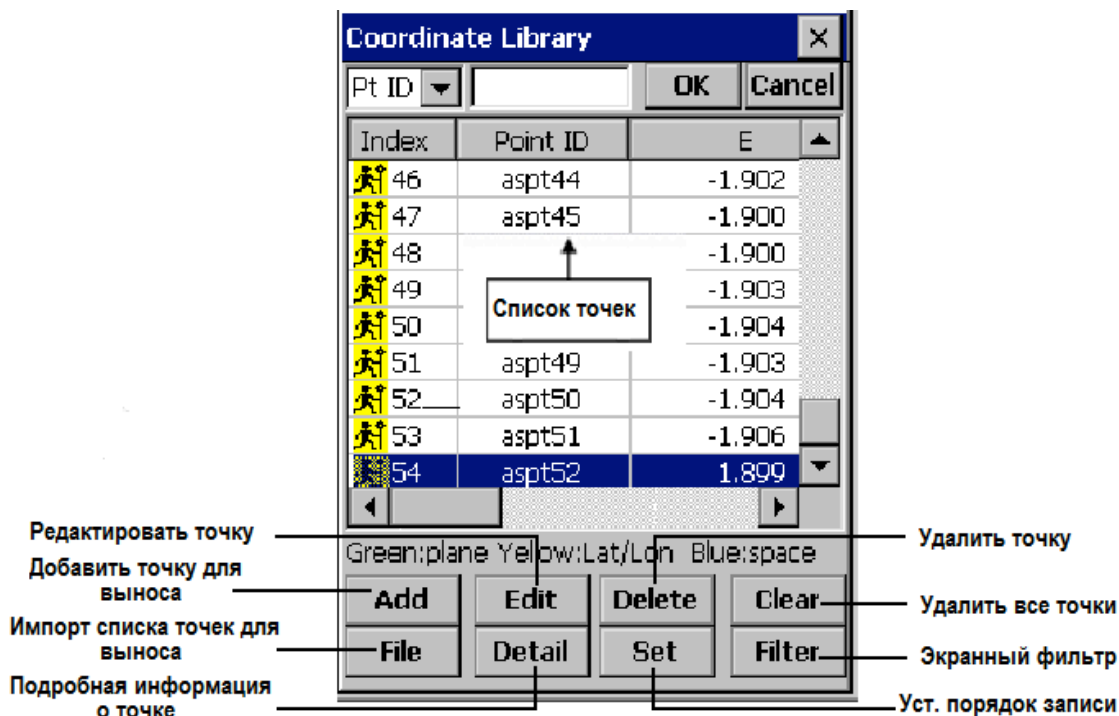 Coordinate Library
Pt ID OK Cancel
Index Point ID E
46 aspt44 -1.902
47 aspt45 -1.900
48 -1.900
49 -1.903
50 -1.904
Список точек
51 aspt49 -1.903
52 aspt50 -1.904
53 aspt51 -1.906
54 aspt52 1.899
Green:plane Yellow:Lat/Lon Blue:space
Add Edit Delete Clear
File Detail Set Filter
Редактировать точку
Добавить точку для
выноса
Импорт списка точек для
выноса
Подробная информация
о точке
Удалить точку
Удалить все точки
Экранный фильтр
Уст. порядок записи